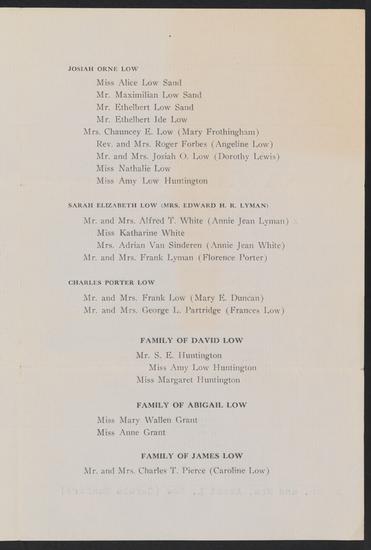 JOSIAH ORNE LOW
Miss Alice Low Sand
Mr. Maximilian Low Sand
Mr. Ethelbert Low Sand
Mr. Ethelbert Ide Low
Mrs. Chauncey E. Low (Mary Frothingham)
Rev. and Mrs. Roger Forbes (Angeline Low)
Mr. and Mrs. Josiah O. Low (Dorothy Lewis)
Miss Nathalie Low
Miss Amy Low Huntington
SARAH ELIZABETH LOW (MRS. EDWARD H. R. LYMAN)
Mr. and Mrs. Alfred T. White (Annie Jean Lyman) x
Miss Katharine White
Mrs. Adrian Van Sinderen (Annie Jean White)
Mr. and Mrs. Frank Lyman (Florence Porter)
CHARLES PORTER LOW
Mr. and Mrs. Frank Low (Mary E. Duncan)
Mr. and Mrs. George L. Partridge (Frances Low)
FAMILY OF DAVID LOW
Mr. S. E. Huntington
Miss Amy Low Huntington
Miss Margaret Huntington
FAMILY OF ABIGAIL LOW
Miss Mary Wallen Grant
Miss Anne Grant
FAMILY OF JAMES LOW
Mr. and Mrs. Charles T. Pierce (Caroline Low)